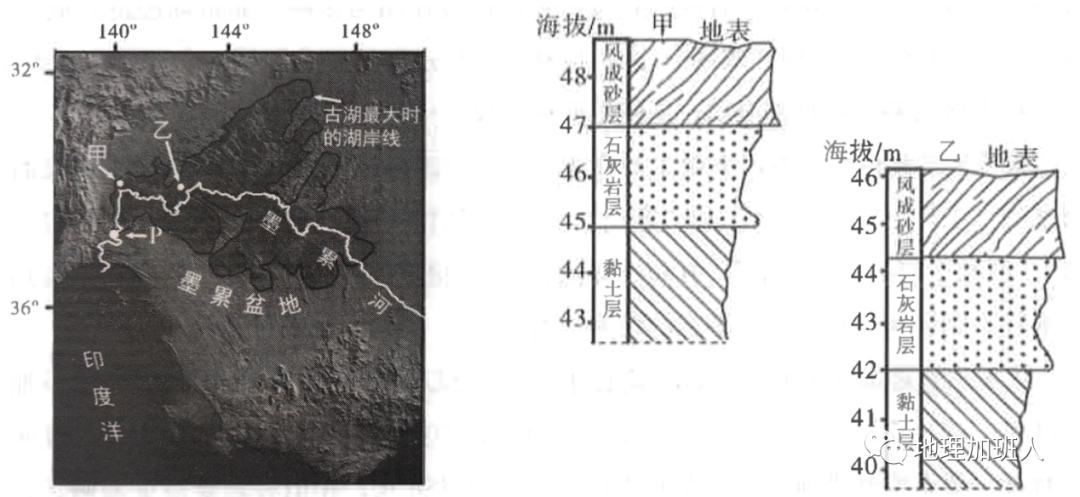 140° 144° 148°
32°
36°
古湖最大时
的湖岸线
乙
甲
P
墨累河
墨累盆地
印度洋
海拔/m 甲 地表
48
47
46
45
44
43
风成砂层
石灰岩层
黏土层
海拔/m 乙 地表
46
45
44
43
42
41
40
风成砂层
石灰岩层
黏土层
地理加班人